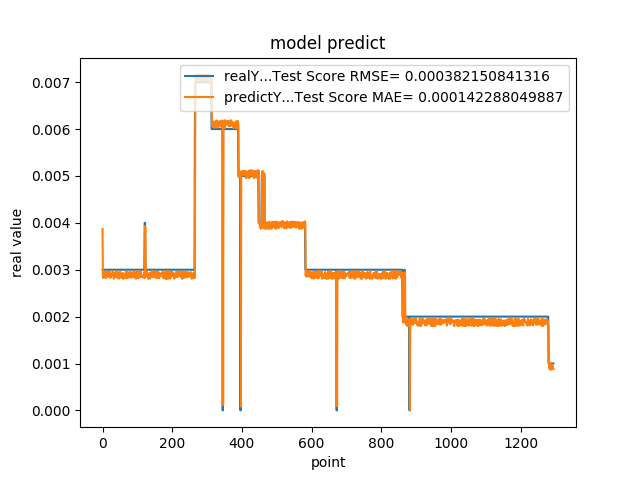 model predict
realY...Test Score RMSE= 0.000382150841316
predictY...Test Score MAE= 0.000142288049887
real value
0.007
0.006
0.005
0.004
0.003
0.002
0.001
0.000
0 200 400 600 800 1000 1200
point